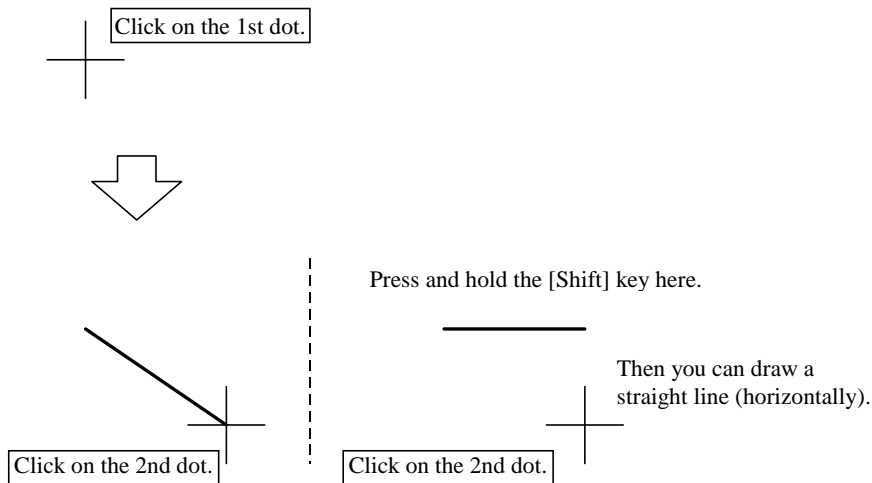 Click on the 1st dot.
Press and hold the [Shift] key here.
Then you can draw a
straight line (horizontally).
Click on the 2nd dot.
Click on the 2nd dot.